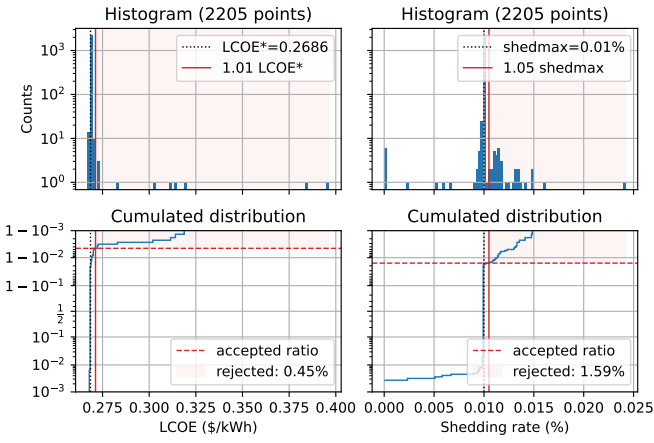 Histogram (2205 points)
Histogram (2205 points)
Counts
10³
10²
10¹
10⁰
LCOE*=0.2686
1.01 LCOE*
shedmax=0.01%
1.05 shedmax
Cumulated distribution
Cumulated distribution
1 − 10⁻³
1 − 10⁻²
1 − 10⁻¹
1/2
10⁻¹
10⁻²
10⁻³
accepted ratio
rejected: 0.45%
accepted ratio
rejected: 1.59%
0.275 0.300 0.325 0.350 0.375 0.400
0.000 0.005 0.010 0.015 0.020 0.025
LCOE ($/kWh)
Shedding rate (%)